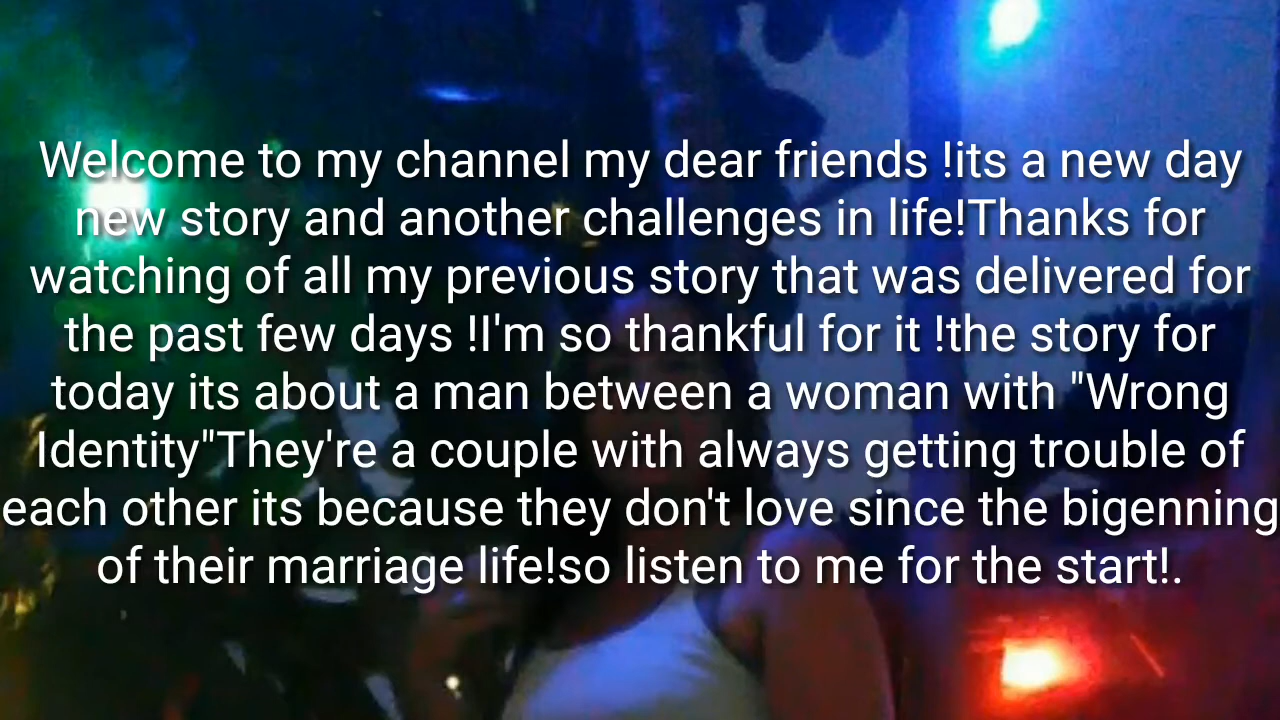 Welcome to my channel my dear friends !its a new day
new story and another challenges in life!Thanks for
watching of all my previous story that was delivered for
the past few days !I'm so thankful for it !the story for
today its about a man between a woman with "Wrong
Identity"They're a couple with always getting trouble of
each other its because they don't love since the bigenning
of their marriage life!so listen to me for the start!.